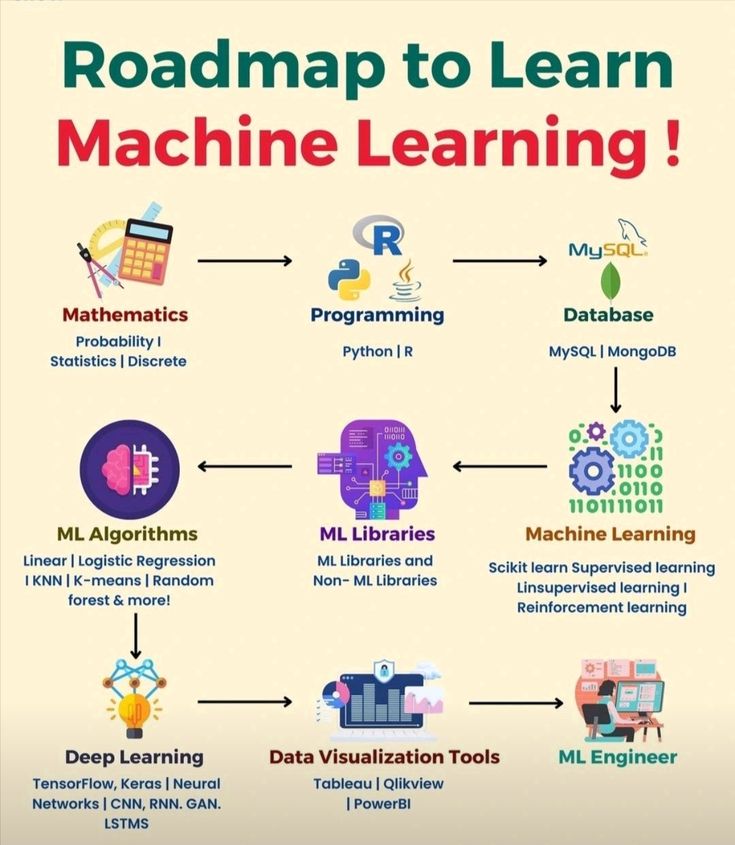 Roadmap to Learn
Machine Learning !
R
MySQL
Mathematics
Probability I
Statistics | Discrete
Programming
Python | R
Database
MySQL | MongoDB
011011
110110
1100
0110
1101111011
ML Algorithms
Linear | Logistic Regression
I KNN | K-means | Random
forest & more!
ML Libraries
ML Libraries and
Non- ML Libraries
Machine Learning
Scikit learn Supervised learning
Linsupervised learning I
Reinforcement learning
Deep Learning
TensorFlow, Keras | Neural
Networks | CNN, RNN. GAN.
LSTMS
Data Visualization Tools
Tableau | Qlikview
| PowerBI
ML Engineer